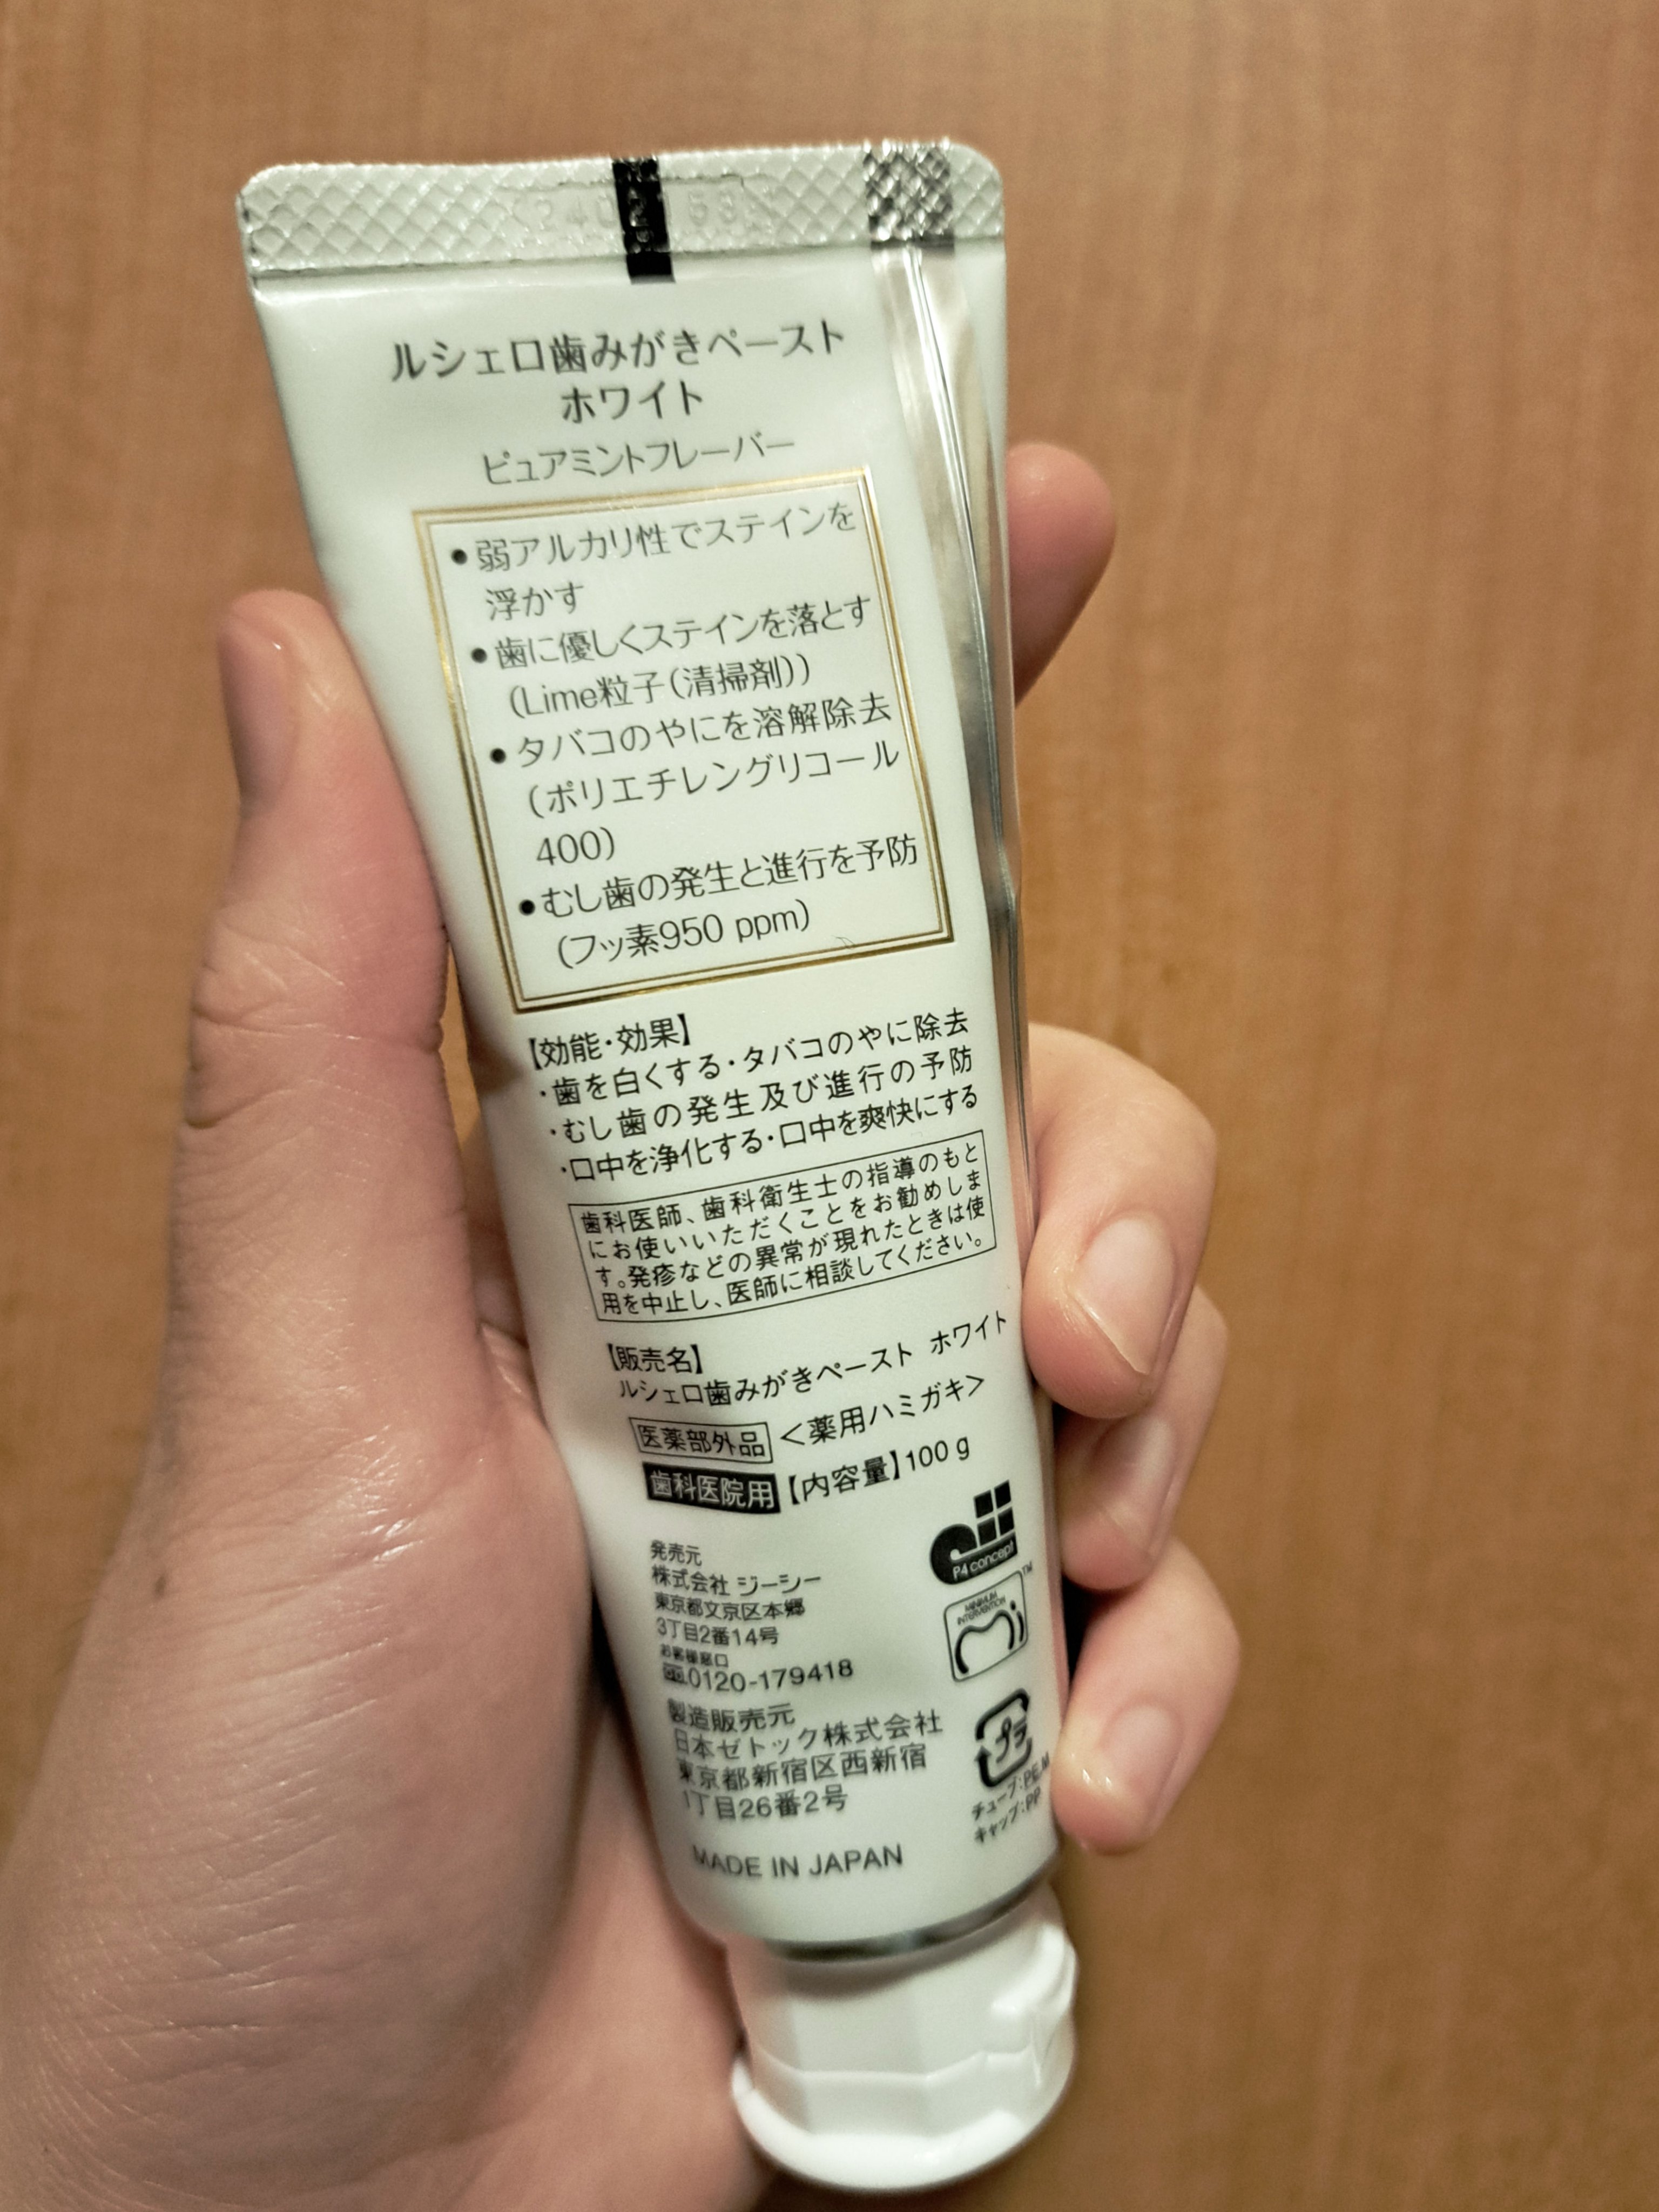 ルシェロ歯みがきペースト
ホワイト
ピュアミントフレーバー
●弱アルカリ性でステインを
浮かす
●歯に優しくステインを落とす
(Lime粒子(清掃剤))
●タバコのやにを溶解除去
(ポリエチレングリコール
400)
●むし歯の発生と進行を予防
(フッ素950 ppm)
【効能・効果】
・歯を白くする・タバコのやに除去
・むし歯の発生及び進行の予防
・口中を浄化する・口中を爽快にする
歯科医師、歯科衛生士の指導のもと
にお使いいただくことをお勧めしま
す。発疹などの異常が現れたときは使
用を中止し、医師に相談してください。
【販売名】
ルシェロ歯みがきペースト ホワイト
医薬部外品 <薬用ハミガキ>
歯科医院用 【内容量】100 g
発売元
株式会社 ジーシー
東京都文京区本郷
3丁目2番14号
お客様窓口
0120-179418
製造販売元
日本ゼトック株式会社
東京都新宿区西新宿
1丁目26番2号
MADE IN JAPAN
P4 concept
MINIMUM
INTERVENTION
TM
プラ
チューブ:PE,M
キャップ:PP